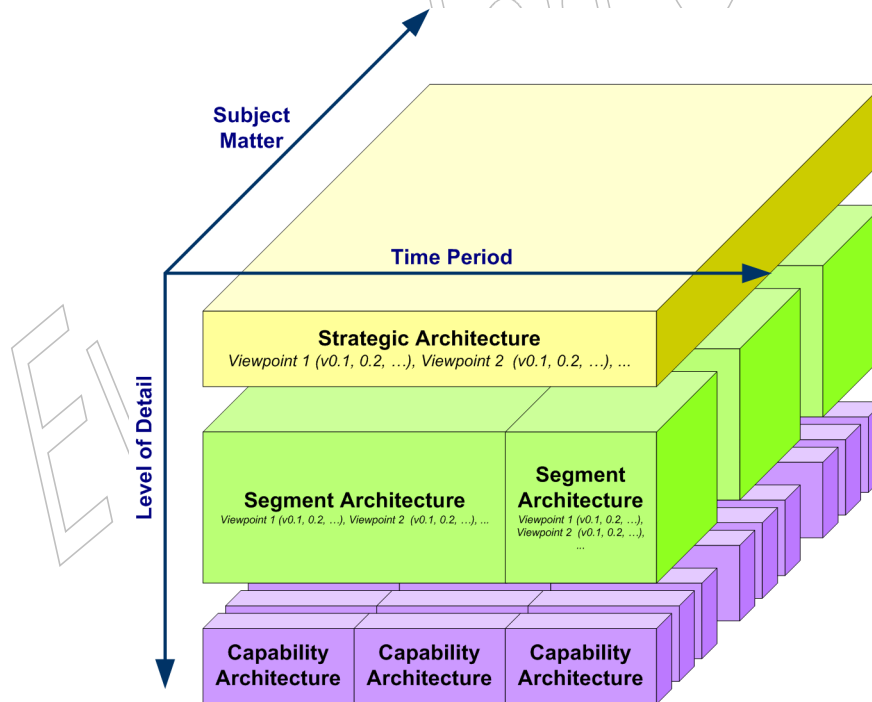 Subject
Matter
Time Period
Level of Detail
Strategic Architecture
Viewpoint 1 (v0.1, 0.2, …), Viewpoint 2 (v0.1, 0.2, …), ...
Segment Architecture
Viewpoint 1 (v0.1, 0.2, …), Viewpoint 2 (v0.1, 0.2, …), ...
Segment
Architecture
Viewpoint 1 (v0.1, 0.2, …),
Viewpoint 2 (v0.1, 0.2, …),
...
Capability
Architecture
Capability
Architecture
Capability
Architecture